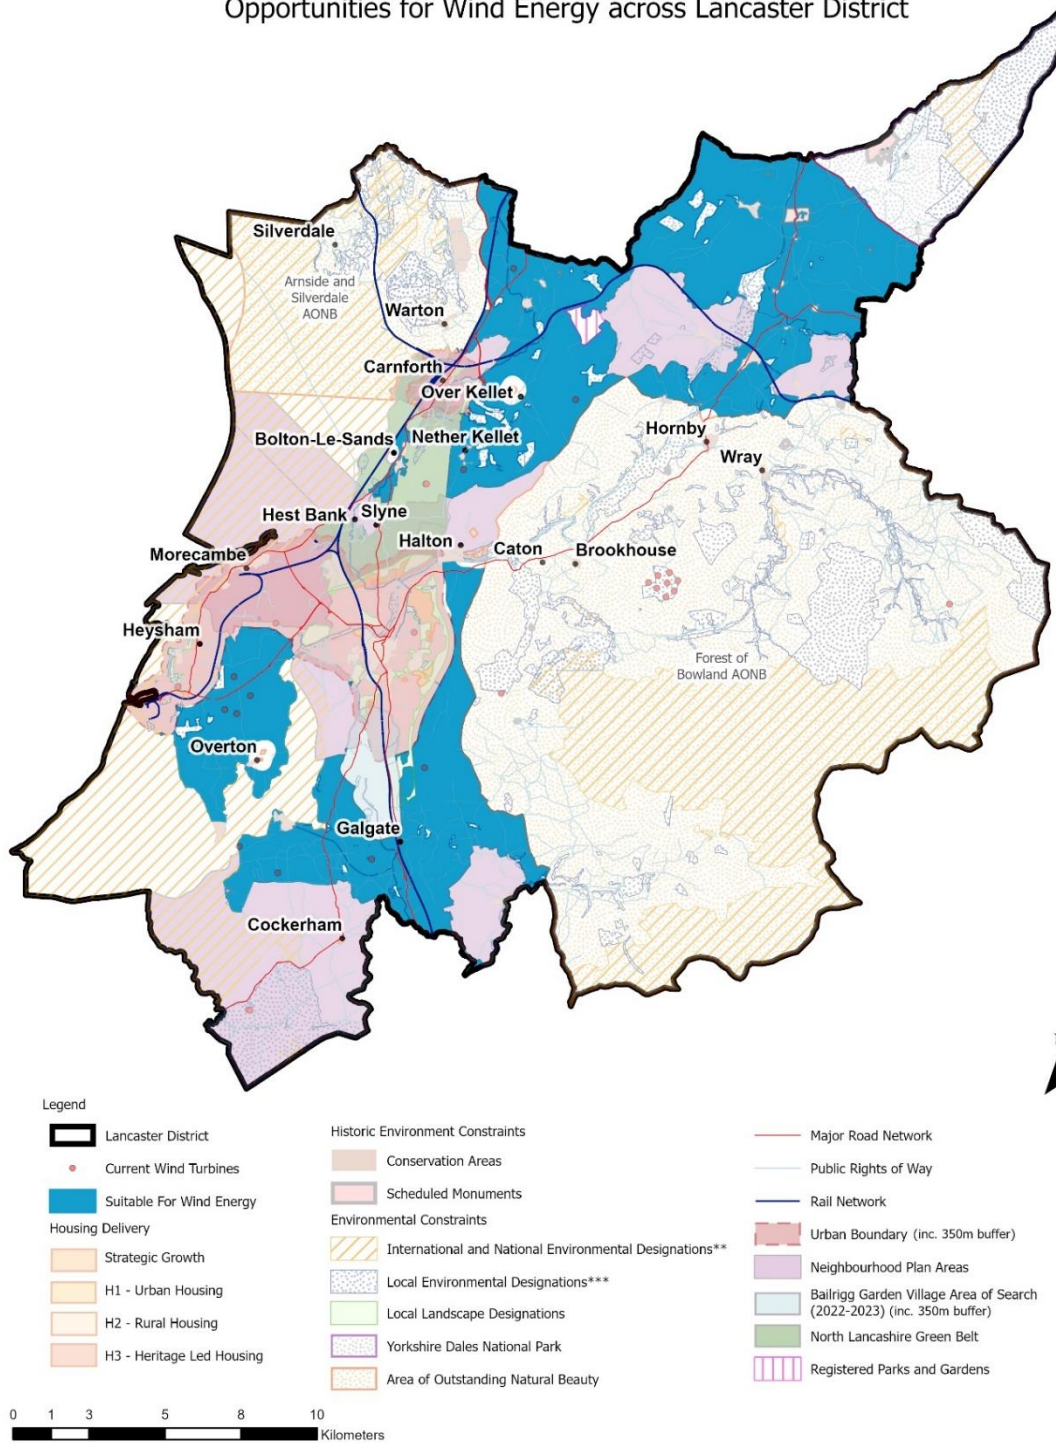 Opportunities for Wind Energy across Lancaster District
Silverdale
Arnside and
Silverdale
AONB
Warton
Carnforth
Over Kellet
Bolton-Le-Sands
Nether Kellet
Hornby
Wray
Hest Bank
Slyne
Halton
Caton
Brookhouse
Morecambe
Heysham
Forest of
Bowland AONB
Overton
Galgate
Cockerham
Legend
Lancaster District
Current Wind Turbines
Suitable For Wind Energy
Housing Delivery
Strategic Growth
H1 - Urban Housing
H2 - Rural Housing
H3 - Heritage Led Housing
Historic Environment Constraints
Conservation Areas
Scheduled Monuments
Environmental Constraints
International and National Environmental Designations**
Local Environmental Designations***
Local Landscape Designations
Yorkshire Dales National Park
Area of Outstanding Natural Beauty
Major Road Network
Public Rights of Way
Rail Network
Urban Boundary (inc. 350m buffer)
Neighbourhood Plan Areas
Bailrigg Garden Village Area of Search
(2022-2023) (inc. 350m buffer)
North Lancashire Green Belt
Registered Parks and Gardens
0 1 3 5 8 10
Kilometers